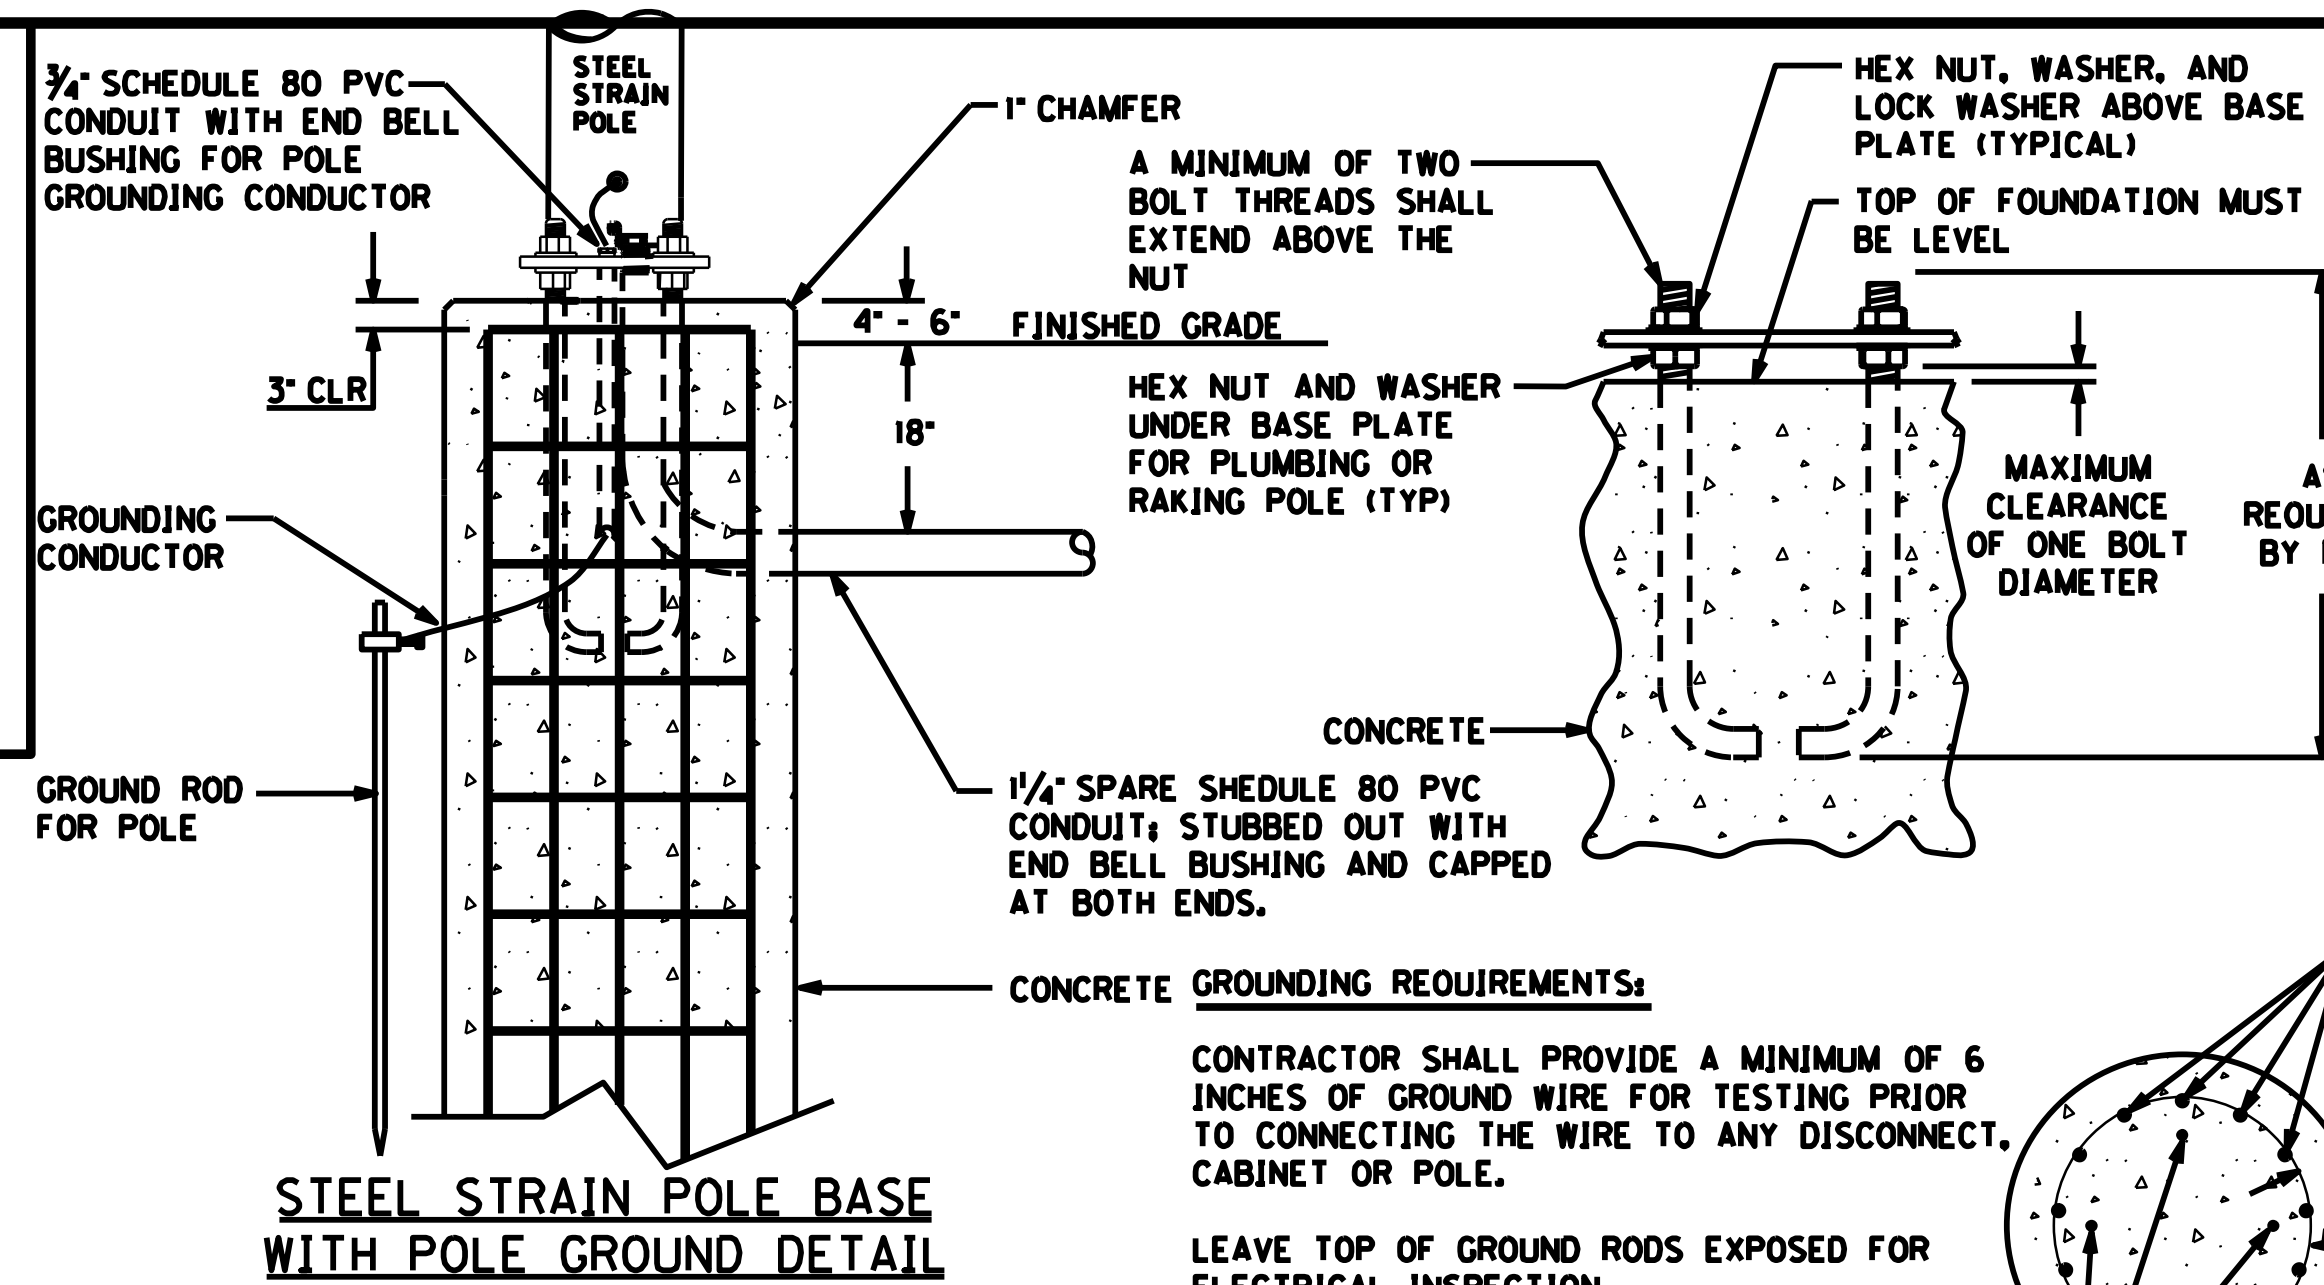 3/4" SCHEDULE 80 PVC
CONDUIT WITH END BELL
BUSHING FOR POLE
GROUNDING CONDUCTOR
STEEL
STRAIN
POLE
1" CHAMFER
A MINIMUM OF TWO
BOLT THREADS SHALL
EXTEND ABOVE THE
NUT
HEX NUT, WASHER, AND
LOCK WASHER ABOVE BASE
PLATE (TYPICAL)
TOP OF FOUNDATION MUST
BE LEVEL
4" - 6"
FINISHED GRADE
3" CLR
18"
HEX NUT AND WASHER
UNDER BASE PLATE
FOR PLUMBING OR
RAKING POLE (TYP)
MAXIMUM
CLEARANCE
OF ONE BOLT
DIAMETER
BY
GROUNDING
CONDUCTOR
CONCRETE
GROUND ROD
FOR POLE
1 1/4" SPARE SHEDULE 80 PVC
CONDUIT; STUBBED OUT WITH
END BELL BUSHING AND CAPPED
AT BOTH ENDS.
CONCRETE
GROUNDING REQUIREMENTS:
CONTRACTOR SHALL PROVIDE A MINIMUM OF 6
INCHES OF GROUND WIRE FOR TESTING PRIOR
TO CONNECTING THE WIRE TO ANY DISCONNECT,
CABINET OR POLE.
LEAVE TOP OF GROUND RODS EXPOSED FOR
ELECTRICAL INSPECTION
STEEL STRAIN POLE BASE
WITH POLE GROUND DETAIL